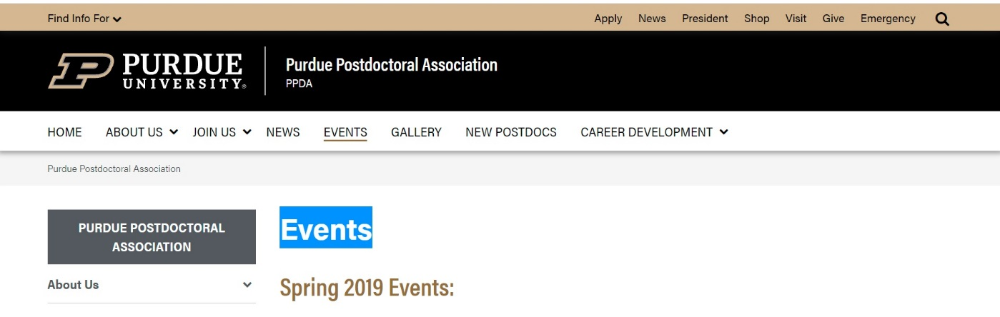 Find Info For
Apply News President Shop Visit Give Emergency
PURDUE
UNIVERSITY®
Purdue Postdoctoral Association
PPDA
HOME ABOUT US JOIN US NEWS EVENTS GALLERY NEW POSTDOCS CAREER DEVELOPMENT
Purdue Postdoctoral Association
PURDUE POSTDOCTORAL
ASSOCIATION
About Us
Events
Spring 2019 Events: